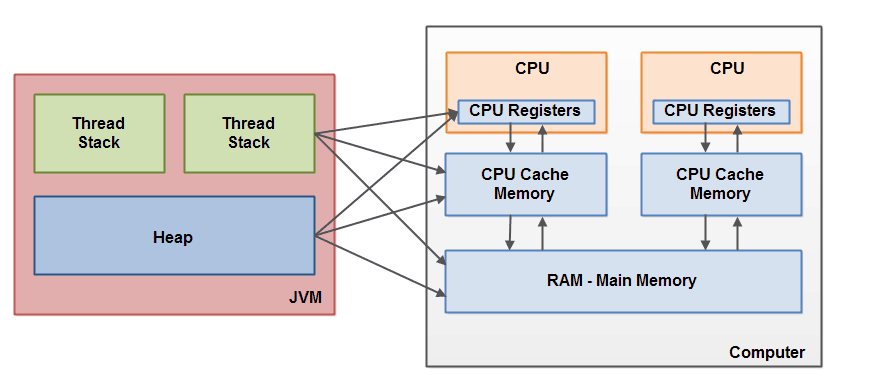 Thread
Stack
Thread
Stack
Heap
JVM
CPU
CPU Registers
CPU Cache
Memory
CPU
CPU Registers
CPU Cache
Memory
RAM - Main Memory
Computer